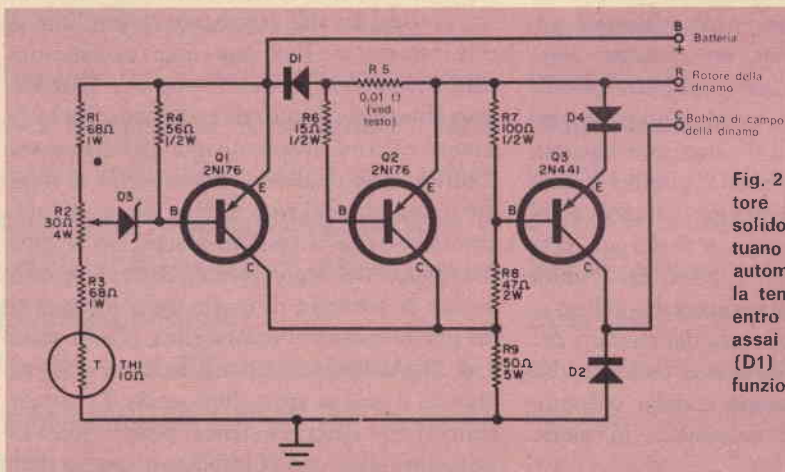 B
+
Batteria
R
Rotore della
dinamo
C
Bobina di campo
della dinamo
D1
R 5
0,01 Ω
(ved.
testo)
R1
68Ω
1W
R4
56Ω
1/2W
R6
15Ω
1/2W
R7
100Ω
1/2W
D4
Q1
2N176
Q2
2N176
Q3
2N441
E
B
C
E
B
C
E
B
C
R2
30Ω
4W
D3
R3
68Ω
1W
R8
47Ω
2W
R9
50Ω
5W
D2
T
TH1
10Ω
Fig. 2
tore
solido
tuano
autom
la ten
entro
assai
(D1)
funzio